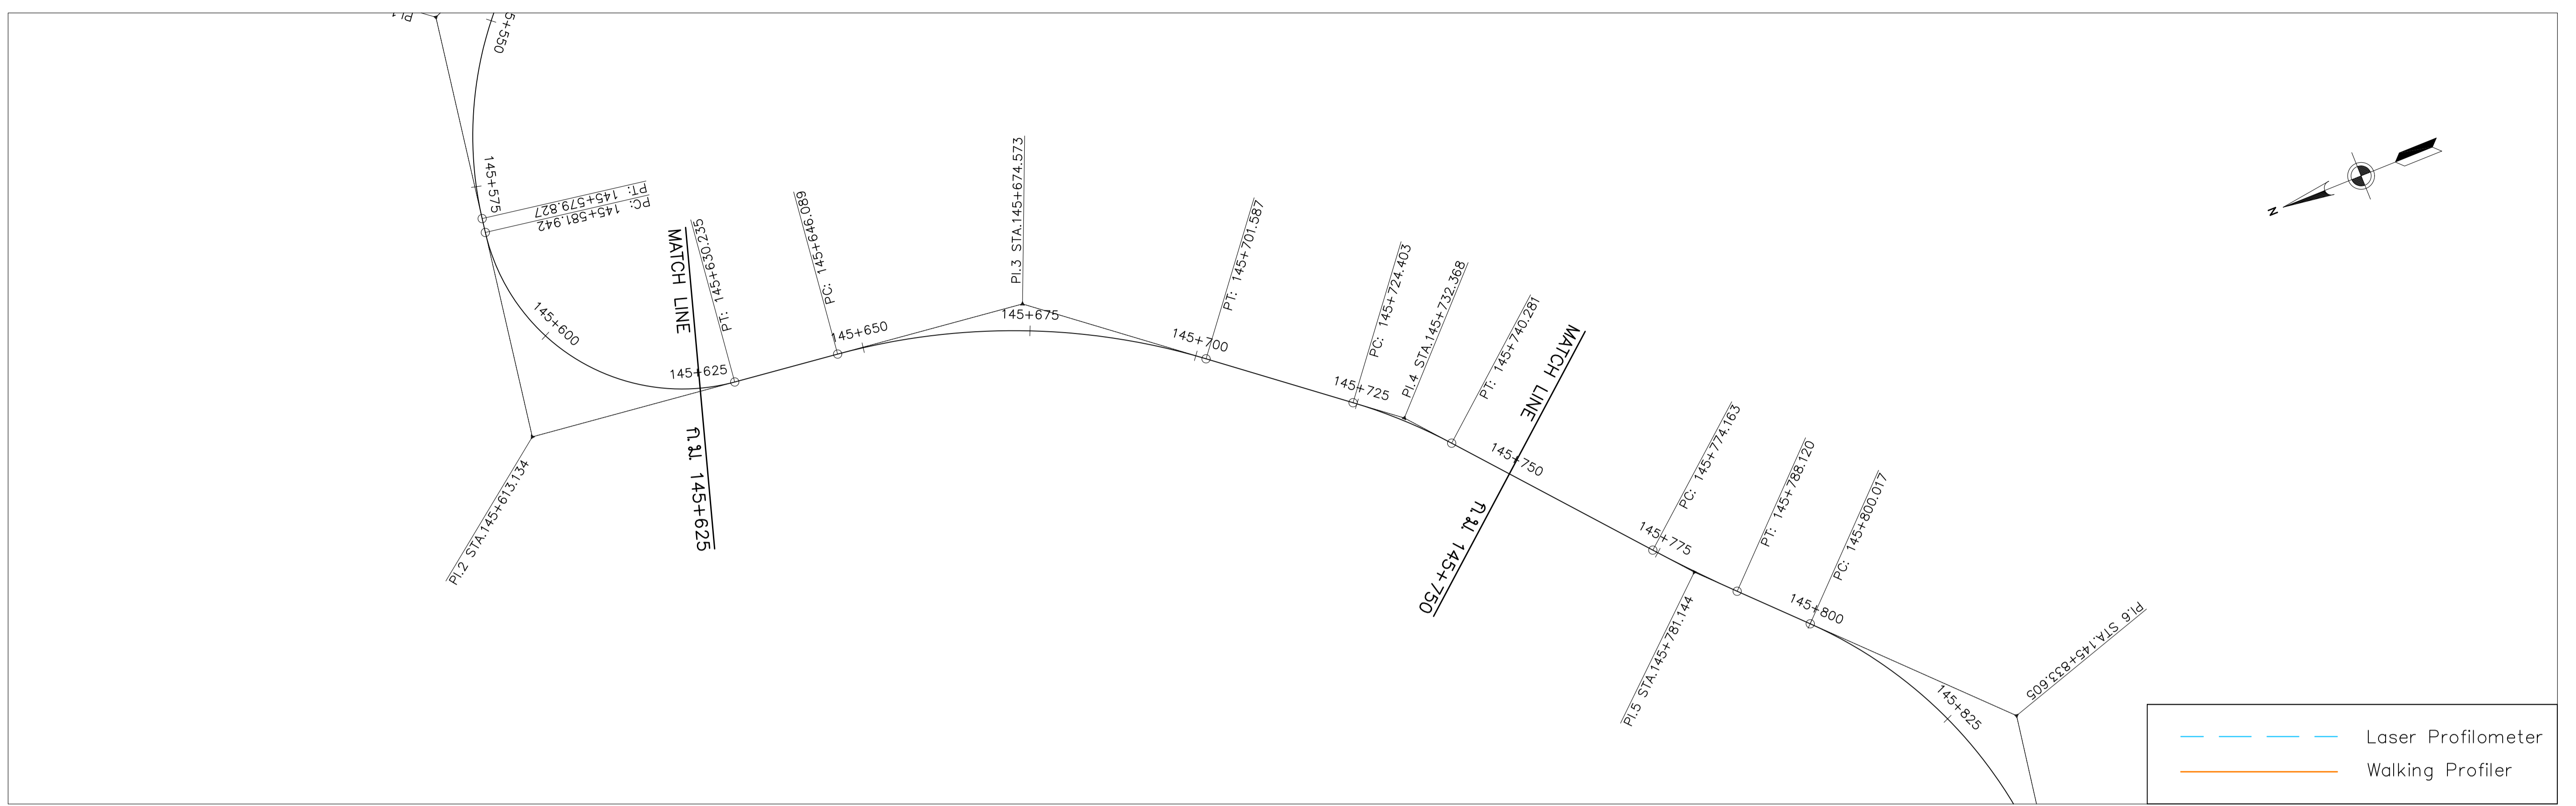 PI.1
5+550
145+575
PT: 145+579.827
PC: 145+581.942
145+600
PI.2 STA.145+613.134
MATCH LINE
ก.ม. 145+625
145+625
PT: 145+630.235
PC: 145+646.089
145+650
PI.3 STA.145+674.573
145+675
145+700
PT: 145+701.587
PC: 145+724.403
145+725
PI.4 STA.145+732.368
PT: 145+740.281
MATCH LINE
ก.ม. 145+750
145+750
PC: 145+774.163
145+775
PI.5 STA.145+781.144
PT: 145+788.120
PC: 145+800.017
145+800
145+825
PI.6 STA.145+833.605
N
Laser Profilometer
Walking Profiler